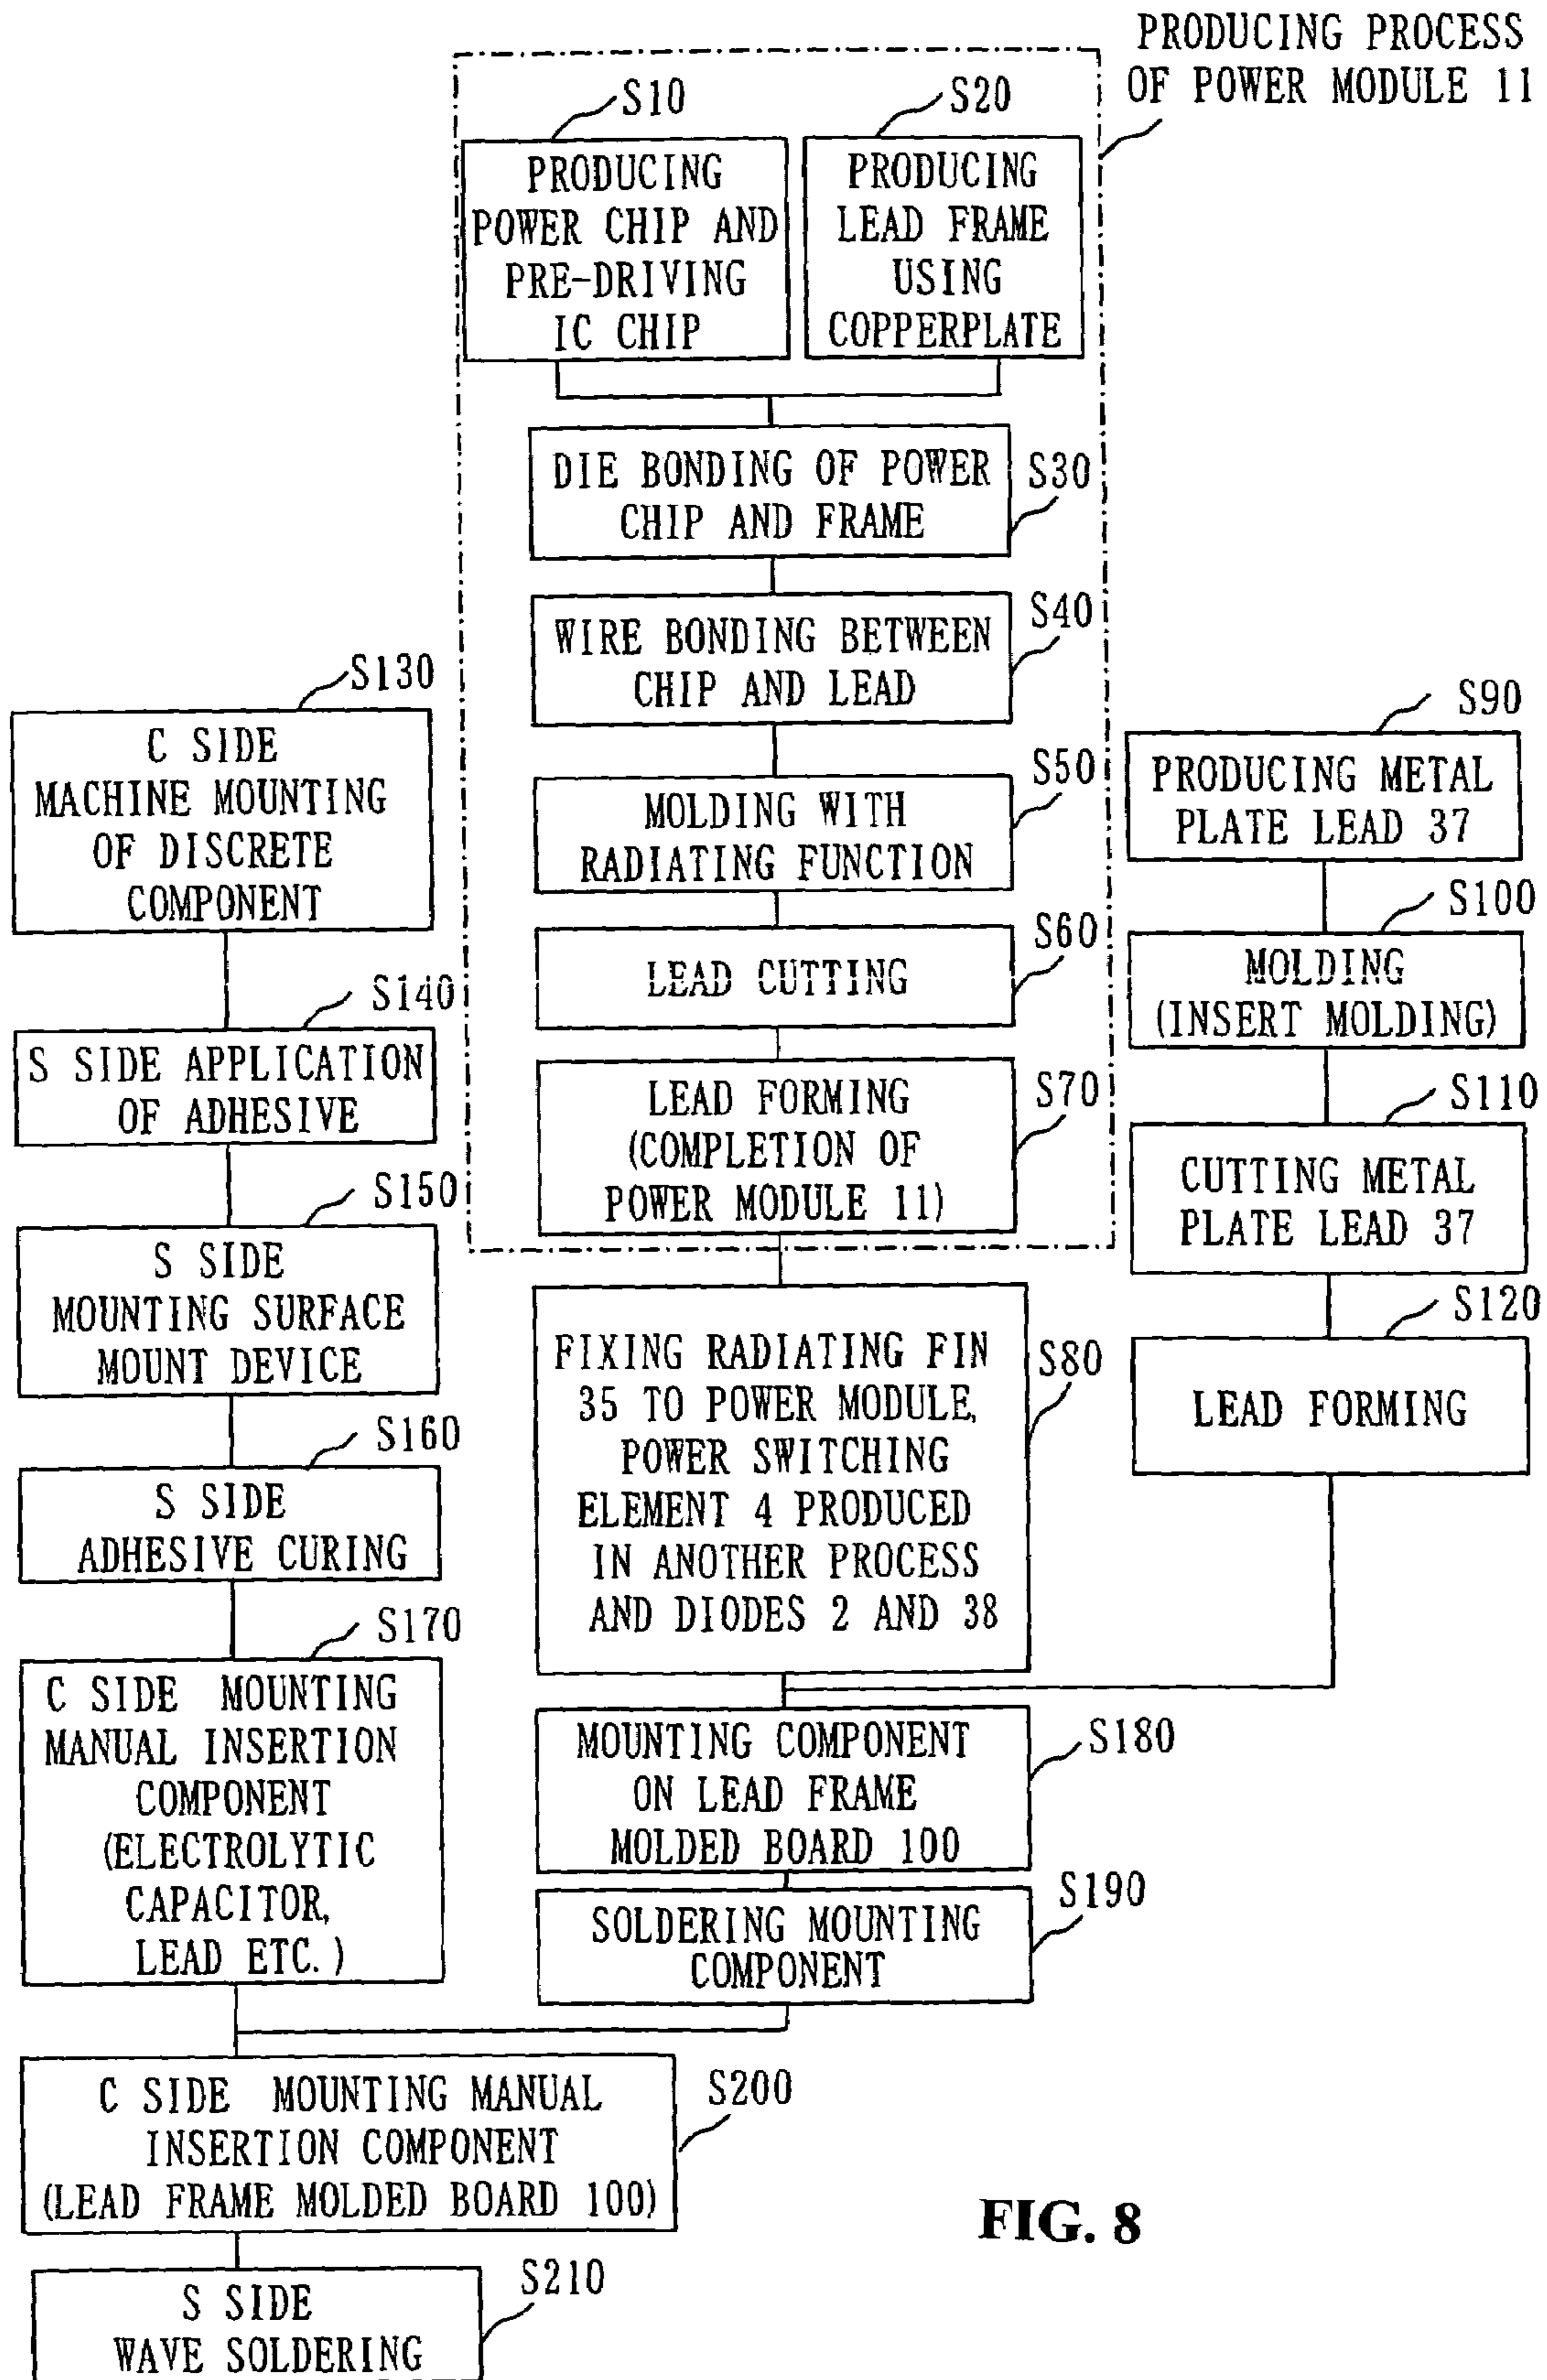 PRODUCING PROCESS
OF POWER MODULE 11
S10
PRODUCING
POWER CHIP AND
PRE-DRIVING
IC CHIP
S20
PRODUCING
LEAD FRAME
USING
COPPERPLATE
DIE BONDING OF POWER
CHIP AND FRAME
S30
WIRE BONDING BETWEEN
CHIP AND LEAD
S40
MOLDING WITH
RADIATING FUNCTION
S50
LEAD CUTTING
S60
LEAD FORMING
(COMPLETION OF
POWER MODULE 11)
S70
FIXING RADIATING FIN
35 TO POWER MODULE,
POWER SWITCHING
ELEMENT 4 PRODUCED
IN ANOTHER PROCESS
AND DIODES 2 AND 38
S80
S90
PRODUCING METAL
PLATE LEAD 37
S100
MOLDING
(INSERT MOLDING)
S110
CUTTING METAL
PLATE LEAD 37
S120
LEAD FORMING
S130
C SIDE
MACHINE MOUNTING
OF DISCRETE
COMPONENT
S140
S SIDE APPLICATION
OF ADHESIVE
S150
S SIDE
MOUNTING SURFACE
MOUNT DEVICE
S160
S SIDE
ADHESIVE CURING
S170
C SIDE MOUNTING
MANUAL INSERTION
COMPONENT
(ELECTROLYTIC
CAPACITOR,
LEAD ETC.)
MOUNTING COMPONENT
ON LEAD FRAME
MOLDED BOARD 100
S180
SOLDERING MOUNTING
COMPONENT
S190
C SIDE MOUNTING MANUAL
INSERTION COMPONENT
(LEAD FRAME MOLDED BOARD 100)
S200
S SIDE
WAVE SOLDERING
S210
FIG. 8